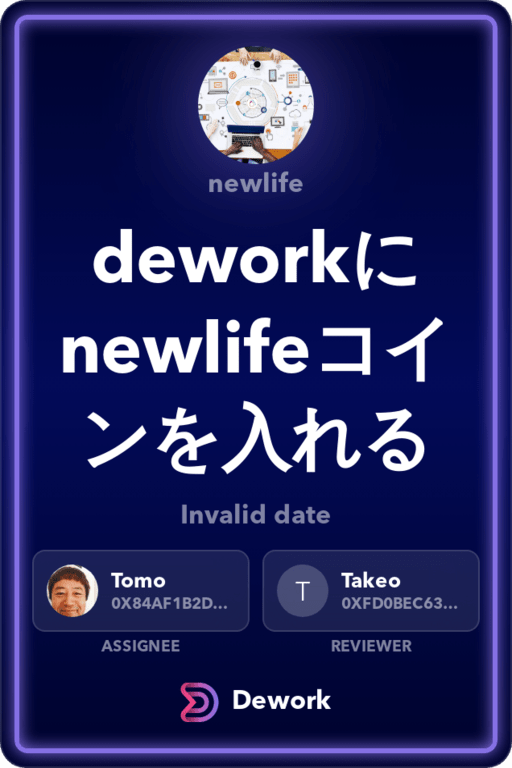 newlife
deworkに
newlifeコイ
ンを入れる
Invalid date
Tomo
0X84AF1B2D...
T
Takeo
0XFD0BEC63...
ASSIGNEE
REVIEWER
Dework